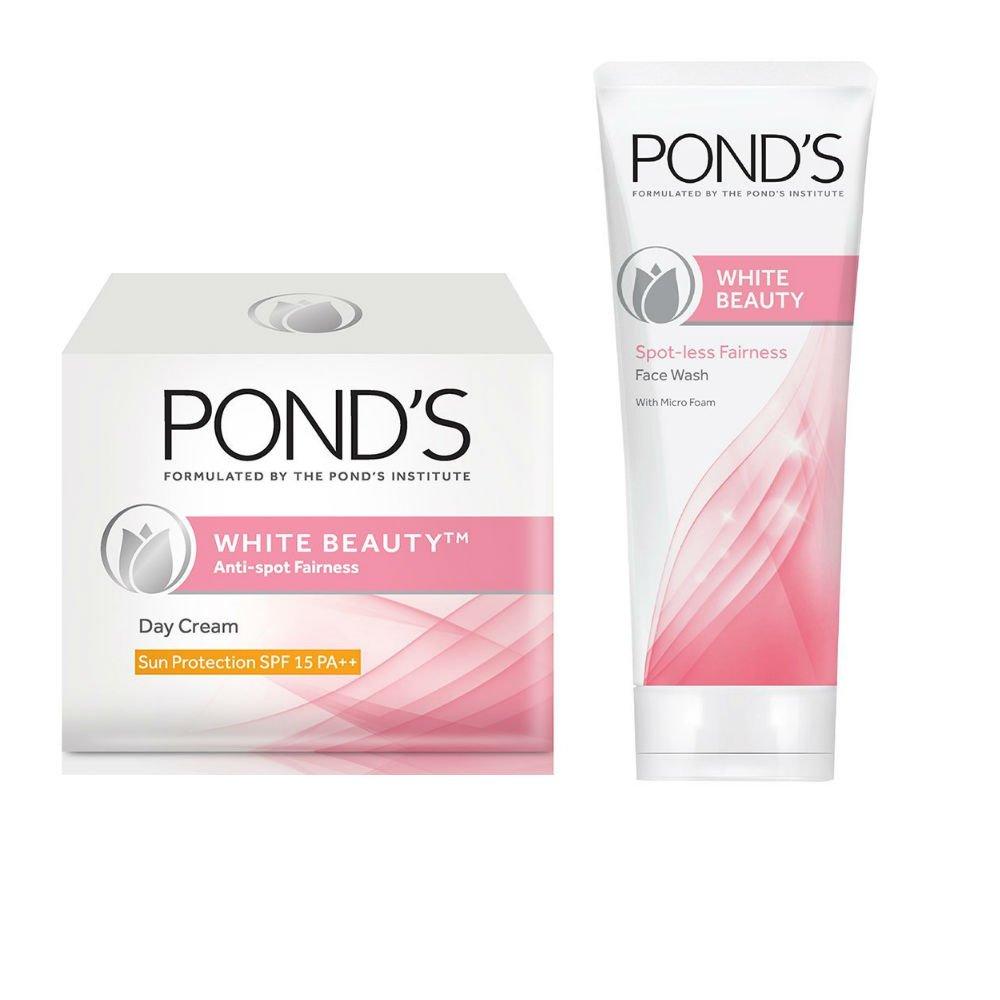 POND'S
FORMULATED BY THE POND'S INSTITUTE
WHITE BEAUTY™
Anti-spot Fairness
Day Cream
Sun Protection SPF 15 PA++
POND'S
FORMULATED BY THE POND'S INSTITUTE
WHITE
BEAUTY
Spot-less Fairness
Face Wash
With Micro Foam